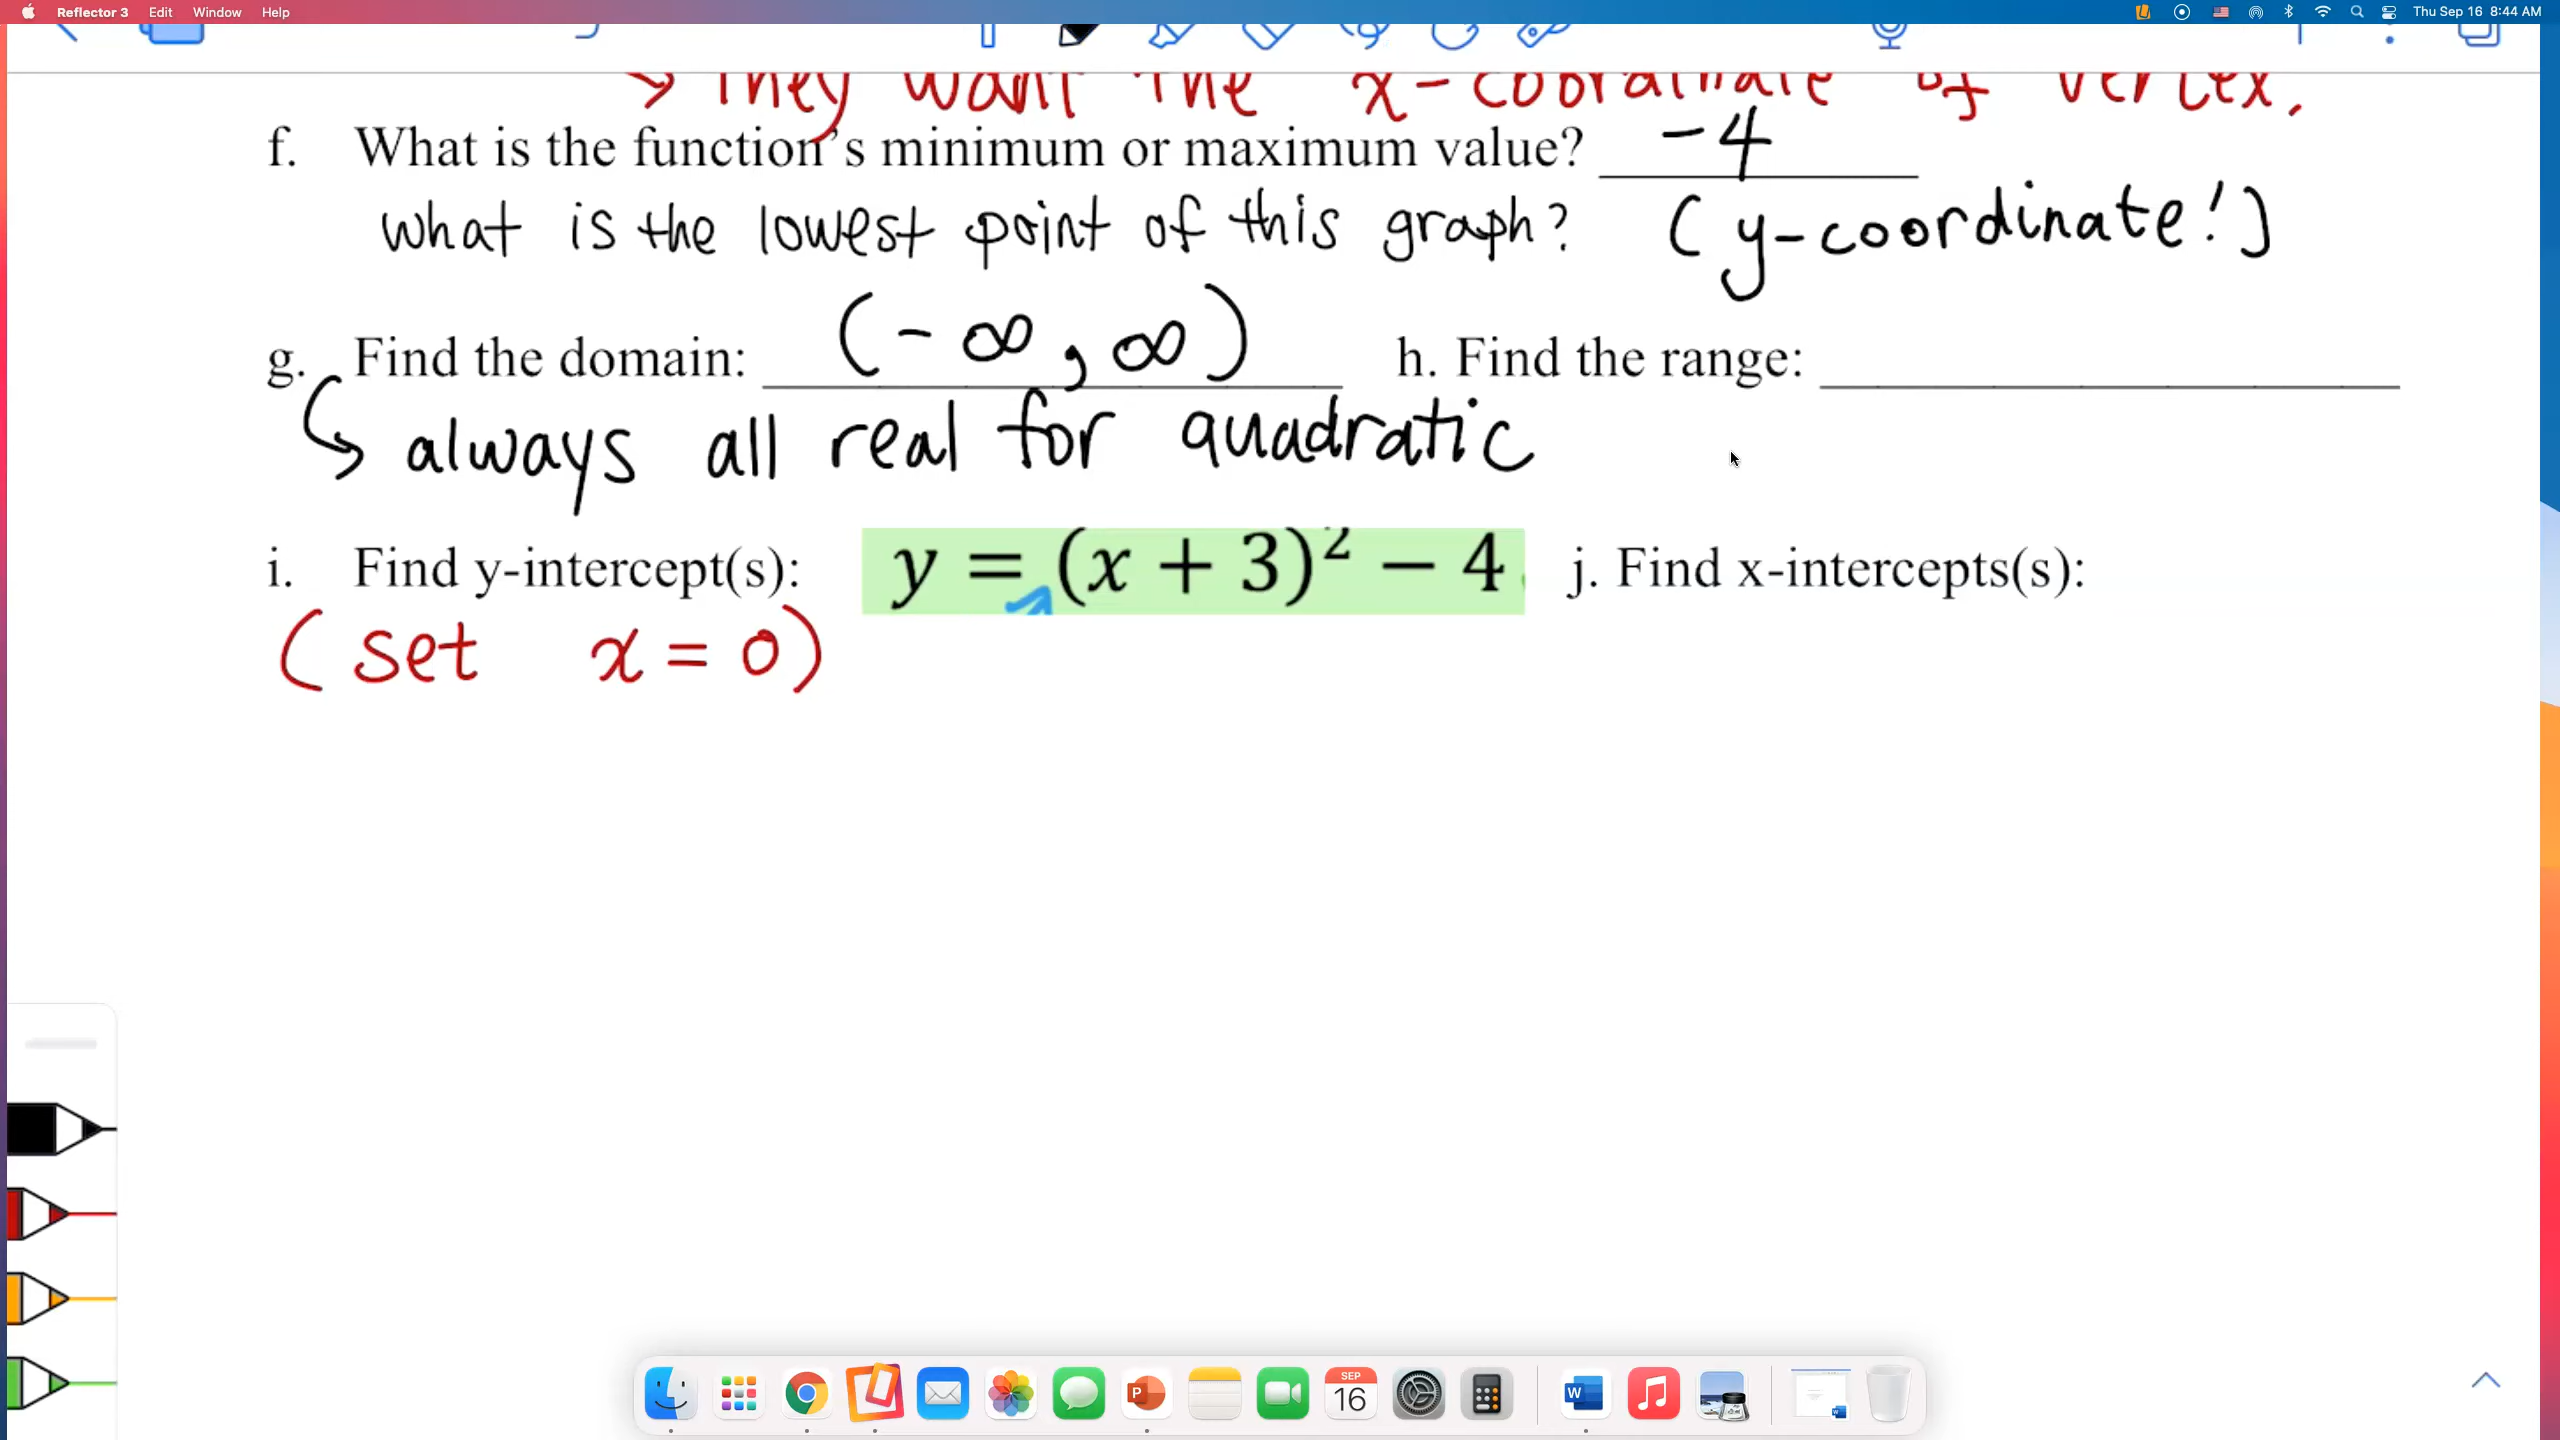 Reflector 3 Edit Window Help
Thu Sep 16 8:44 AM
→ They want the x-coordinate of vertex.
f. What is the function's minimum or maximum value? -4
what is the lowest point of this graph? (y-coordinate!)
g. Find the domain: (-∞, ∞) h. Find the range:
↳ always all real for quadratic
i. Find y-intercept(s): y = (x + 3)² − 4 j. Find x-intercepts(s):
(set x = 0)
SEP
16
P
W